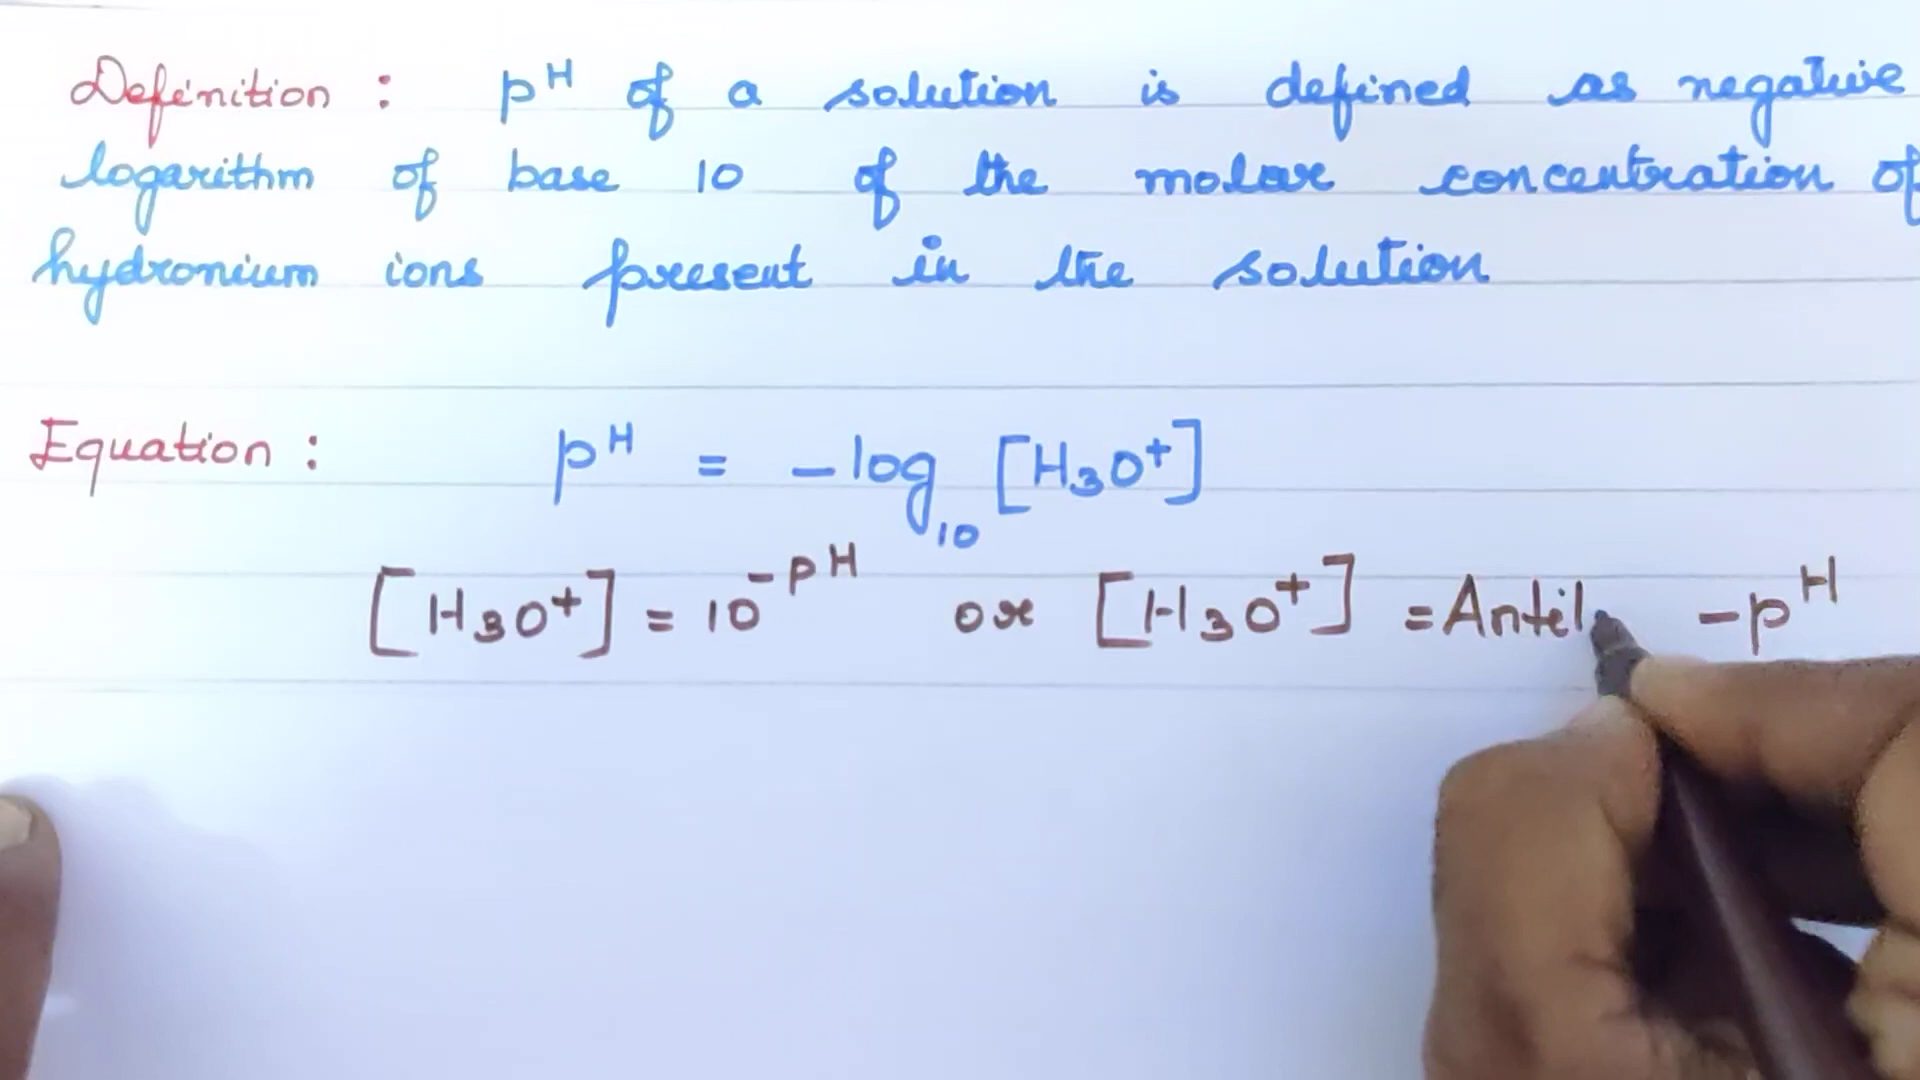 Definition : pH of a solution is defined as negative
logarithm of base 10 of the molar concentration of
hydronium ions present in the solution
Equation : pH = -log₁₀ [H₃O⁺]
[H₃O⁺] = 10^-pH or [H₃O⁺] = Antil -pH